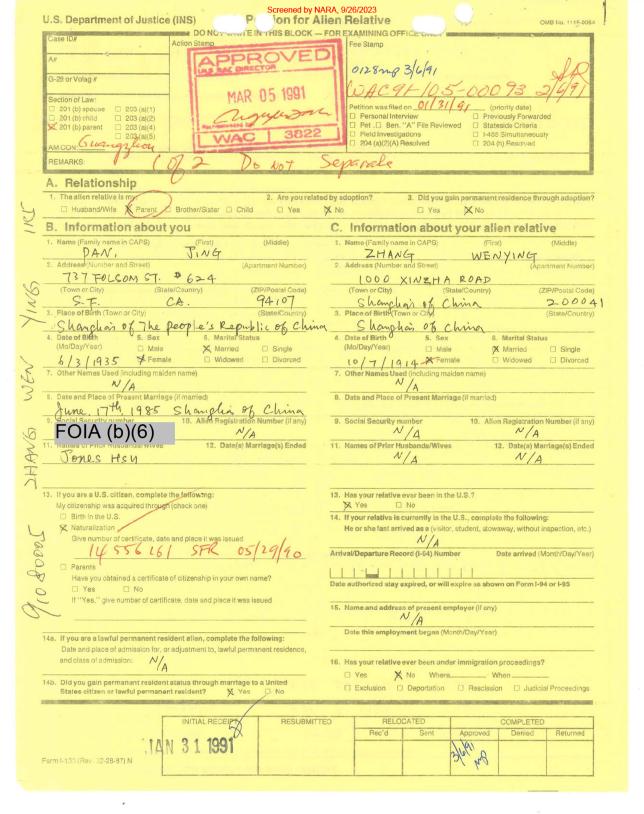 Screened by NARA, 9/26/2023
U.S. Department of Justice (INS) Petition for Alien Relative OMB No. 1115-0054
DO NOT WRITE IN THIS BLOCK — FOR EXAMINING OFFICE ONLY
Case ID#
Action Stamp
Fee Stamp
A#
G-28 or Volag #
APPROVED
MAR 05 1991
WAC 3822
0128mp 3/6/91
WAC 91-105-00093 2/6/91
SFR
Section of Law:
☐ 201 (b) spouse ☐ 203 (a)(1)
☐ 201 (b) child ☐ 203 (a)(2)
☒ 201 (b) parent ☐ 203 (a)(4)
☐ 203 (a)(5)
AM CON: Guangzhou
Petition was filed on: 01/31/91 (priority date)
☐ Personal Interview ☐ Previously Forwarded
☐ Pet. ☐ Ben. "A" File Reviewed ☐ Stateside Criteria
☐ Field Investigations ☐ I-485 Simultaneously
☐ 204 (a)(2)(A) Resolved ☐ 204 (h) Resolved
REMARKS: 1 of 2 Do NOT Separate
A. Relationship
1. The alien relative is my: 2. Are you related by adoption? 3. Did you gain permanent residence through adoption?
☐ Husband/Wife ☒ Parent ☐ Brother/Sister ☐ Child ☐ Yes ☒ No ☐ Yes ☒ No
B. Information about you
1. Name (Family name in CAPS) (First) (Middle)
DAN, JING
2. Address (Number and Street) (Apartment Number)
737 FOLSOM ST. # 624
(Town or City) (State/Country) (ZIP/Postal Code)
S.F. CA. 94107
3. Place of Birth (Town or City) (State/Country)
Shanghais of The people's Republic of China
4. Date of Birth (Mo/Day/Year) 5. Sex 6. Marital Status
☐ Male ☒ Married ☐ Single
6/3/1935 ☒ Female ☐ Widowed ☐ Divorced
7. Other Names Used (including maiden name)
N/A
8. Date and Place of Present Marriage (if married)
June. 17th 1985 Shanghai of China
9. Social Security number 10. Alien Registration Number (if any)
FOIA (b)(6) N/A
11. Names of Prior Husbands/Wives 12. Date(s) Marriage(s) Ended
Jones Hsu
13. If you are a U.S. citizen, complete the following:
My citizenship was acquired through (check one)
☐ Birth in the U.S.
☒ Naturalization
Give number of certificate, date and place it was issued
14 556 161 SFR 05/29/90
☐ Parents
Have you obtained a certificate of citizenship in your own name?
☐ Yes ☐ No
If "Yes," give number of certificate, date and place it was issued
14a. If you are a lawful permanent resident alien, complete the following:
Date and place of admission for, or adjustment to, lawful permanent residence,
and class of admission: N/A
14b. Did you gain permanent resident status through marriage to a United
States citizen or lawful permanent resident? ☒ Yes ☐ No
C. Information about your alien relative
1. Name (Family name in CAPS) (First) (Middle)
ZHANG WENYING
2. Address (Number and Street) (Apartment Number)
1000 XINZHA ROAD
(Town or City) (State/Country) (ZIP/Postal Code)
Shanghais of China 200041
3. Place of Birth (Town or City) (State/Country)
Shanghais of China
4. Date of Birth (Mo/Day/Year) 5. Sex 6. Marital Status
☐ Male ☒ Married ☐ Single
10/7/1914 ☒ Female ☐ Widowed ☐ Divorced
7. Other Names Used (including maiden name)
N/A
8. Date and Place of Present Marriage (if married)
9. Social Security number 10. Alien Registration Number (if any)
N/A N/A
11. Names of Prior Husbands/Wives 12. Date(s) Marriage(s) Ended
N/A N/A
13. Has your relative ever been in the U.S.?
☒ Yes ☐ No
14. If your relative is currently in the U.S., complete the following:
He or she last arrived as a (visitor, student, stowaway, without inspection, etc.)
N/A
Arrival/Departure Record (I-94) Number Date arrived (Month/Day/Year)
Date authorized stay expired, or will expire as shown on Form I-94 or I-95
15. Name and address of present employer (if any)
N/A
Date this employment began (Month/Day/Year)
16. Has your relative ever been under immigration proceedings?
☐ Yes ☒ No Where When
☐ Exclusion ☐ Deportation ☐ Rescission ☐ Judicial Proceedings
INITIAL RECEIPT RESUBMITTED RELOCATED COMPLETED
Rec'd Sent Approved Denied Returned
JAN 31 1991 3/6/91 mp
Form I-130 (Rev. 02-28-87) N
ZHANG WEN YING IR5
91080005